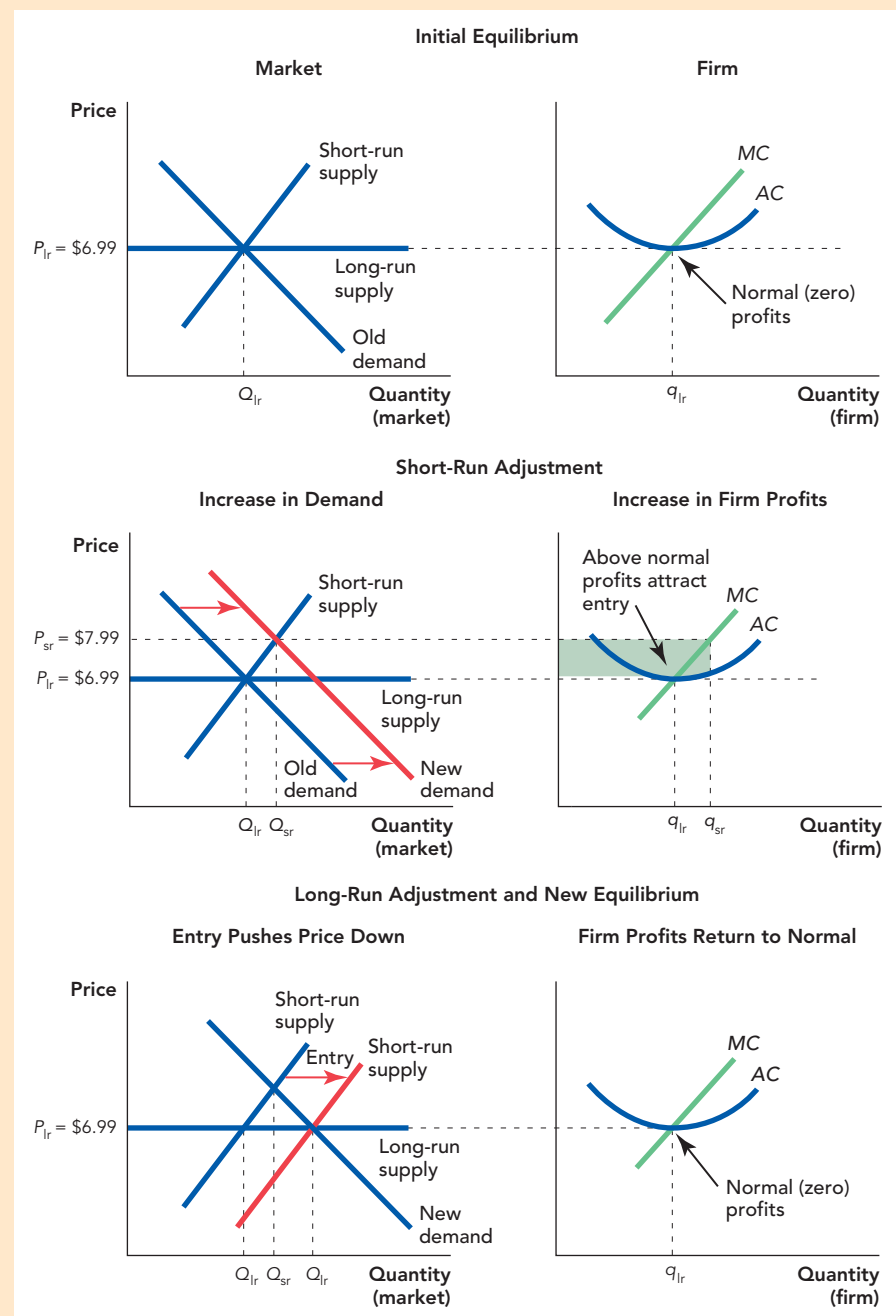 Initial Equilibrium
Market
Firm
Price
Short-run
supply
P_lr = $6.99
Long-run
supply
Old
demand
Q_lr
Quantity
(market)
MC
AC
Normal (zero)
profits
q_lr
Quantity
(firm)
Short-Run Adjustment
Increase in Demand
Increase in Firm Profits
Price
Short-run
supply
P_sr = $7.99
P_lr = $6.99
Long-run
supply
Old
demand
New
demand
Q_lr Q_sr
Quantity
(market)
Above normal
profits attract
entry
MC
AC
q_lr q_sr
Quantity
(firm)
Long-Run Adjustment and New Equilibrium
Entry Pushes Price Down
Firm Profits Return to Normal
Price
Short-run
supply
Entry
Short-run
supply
P_lr = $6.99
Long-run
supply
New
demand
Q_lr Q_sr Q_lr
Quantity
(market)
MC
AC
Normal (zero)
profits
q_lr
Quantity
(firm)